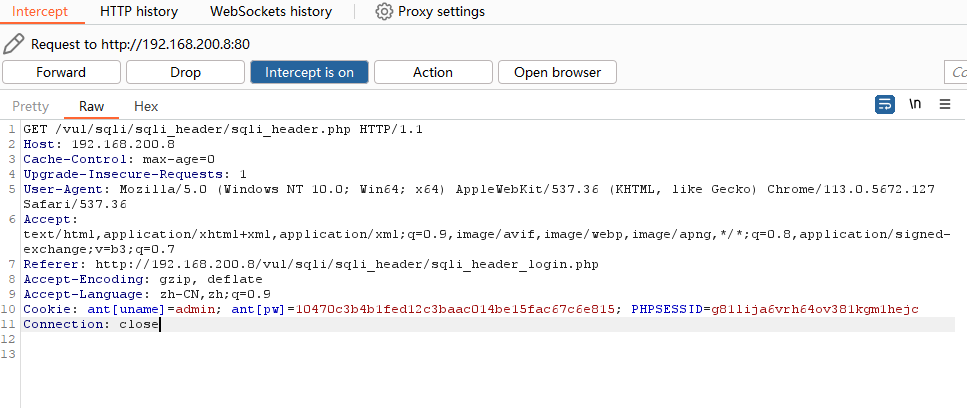 Intercept HTTP history WebSockets history Proxy settings
Request to http://192.168.200.8:80
Forward Drop Intercept is on Action Open browser Co
Pretty Raw Hex \n
1 GET /vul/sqli/sqli_header/sqli_header.php HTTP/1.1
2 Host: 192.168.200.8
3 Cache-Control: max-age=0
4 Upgrade-Insecure-Requests: 1
5 User-Agent: Mozilla/5.0 (Windows NT 10.0; Win64; x64) AppleWebKit/537.36 (KHTML, like Gecko) Chrome/113.0.5672.127
Safari/537.36
6 Accept:
text/html,application/xhtml+xml,application/xml;q=0.9,image/avif,image/webp,image/apng,*/*;q=0.8,application/signed-
exchange;v=b3;q=0.7
7 Referer: http://192.168.200.8/vul/sqli/sqli_header/sqli_header_login.php
8 Accept-Encoding: gzip, deflate
9 Accept-Language: zh-CN,zh;q=0.9
10 Cookie: ant[uname]=admin; ant[pw]=10470c3b4b1fed12c3baac014be15fac67c6e815; PHPSESSID=g81lija6vrh64ov381kgm1hejc
11 Connection: close
12
13